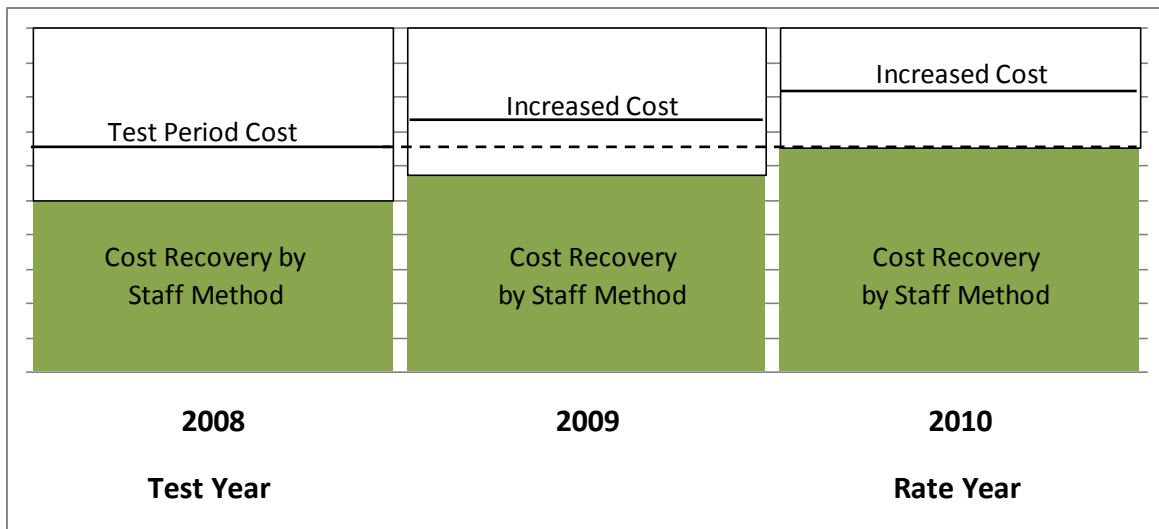 Test Period Cost
Increased Cost
Increased Cost
Cost Recovery by
Staff Method
Cost Recovery
by Staff Method
Cost Recovery
by Staff Method
2008
2009
2010
Test Year
Rate Year